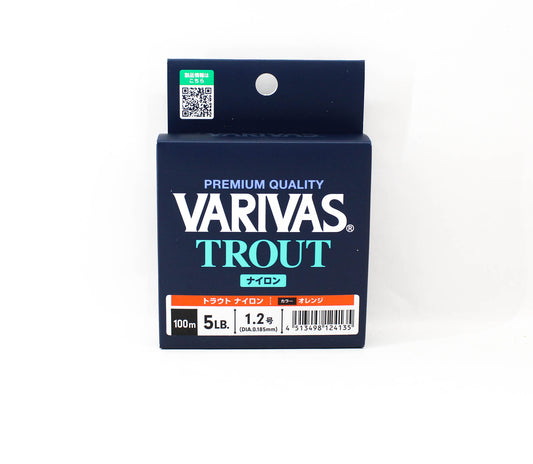 製品情報は
こちら
PREMIUM QUALITY
VARIVAS®
TROUT
ナイロン
トラウト ナイロン カラー オレンジ
100m 5LB. 1.2号
(DIA.0.185mm)
4 513498 124135